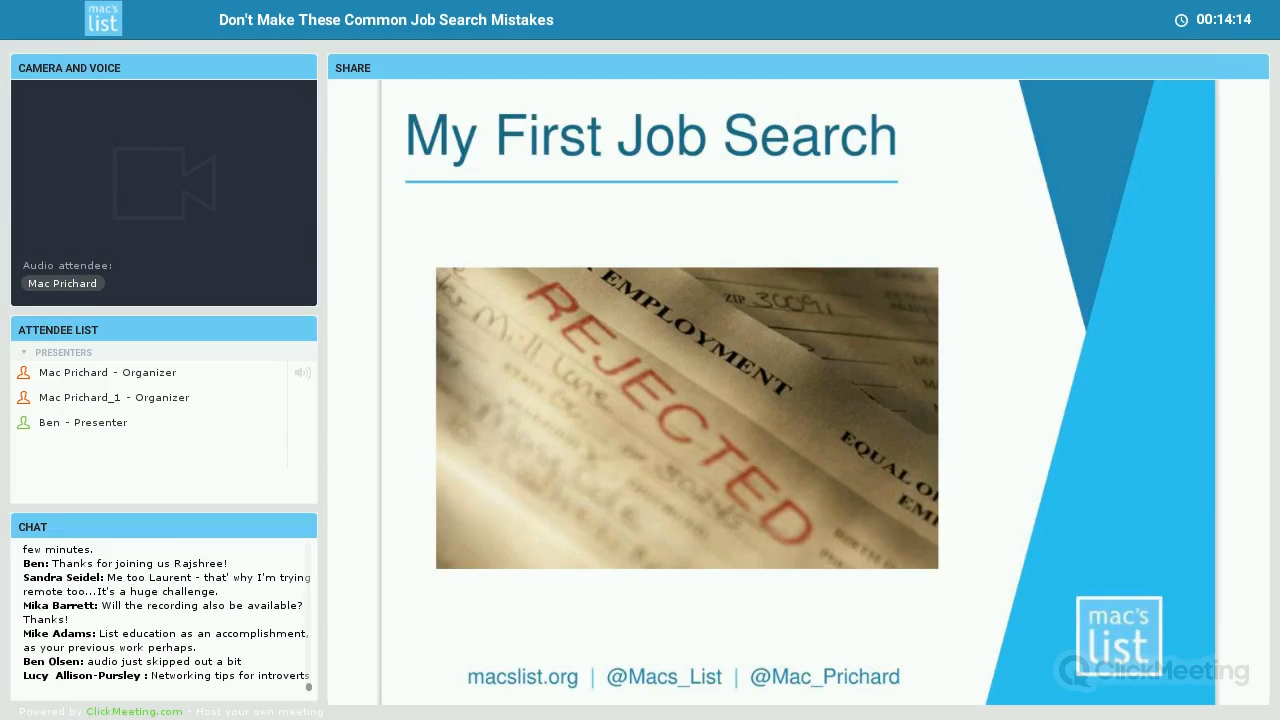 mac's
list
Don't Make These Common Job Search Mistakes
00:14:14
CAMERA AND VOICE
Audio attendee:
Mac Prichard
ATTENDEE LIST
PRESENTERS
Mac Prichard - Organizer
Mac Prichard_1 - Organizer
Ben - Presenter
CHAT
few minutes.
Ben: Thanks for joining us Rajshree!
Sandra Seidel: Me too Laurent - that' why I'm trying
remote too...It's a huge challenge.
Mika Barrett: Will the recording also be available?
Thanks!
Mike Adams: List education as an accomplishment,
as your previous work perhaps.
Ben Olsen: audio just skipped out a bit
Lucy Allison-Pursley : Networking tips for introverts
Powered by ClickMeeting.com - Host your own meeting
SHARE
My First Job Search
EMPLOYMENT
ZIP 30091
REJECTED
EQUAL
macslist.org | @Macs_List | @Mac_Prichard
mac's
list
ClickMeeting